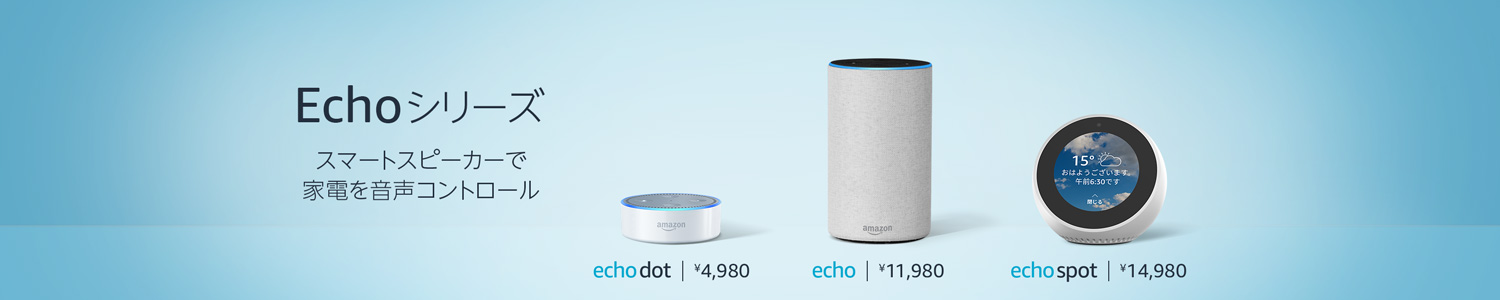 Echoシリーズ
スマートスピーカーで
家電を音声コントロール
amazon
amazon
15°
おはようございます。
午前6:30です
閉じる
echo dot | ¥4,980
echo | ¥11,980
echo spot | ¥14,980